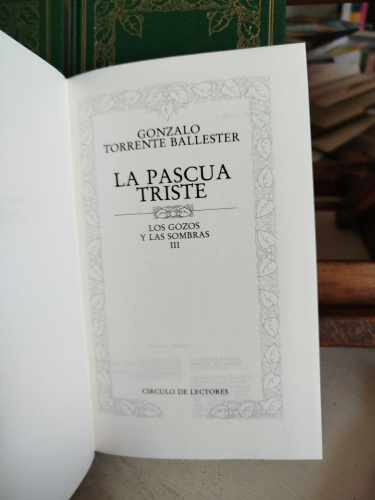 GONZALO
TORRENTE BALLESTER
LA PASCUA
TRISTE
LOS GOZOS
Y LAS SOMBRAS
III
CIRCULO DE LECTORES